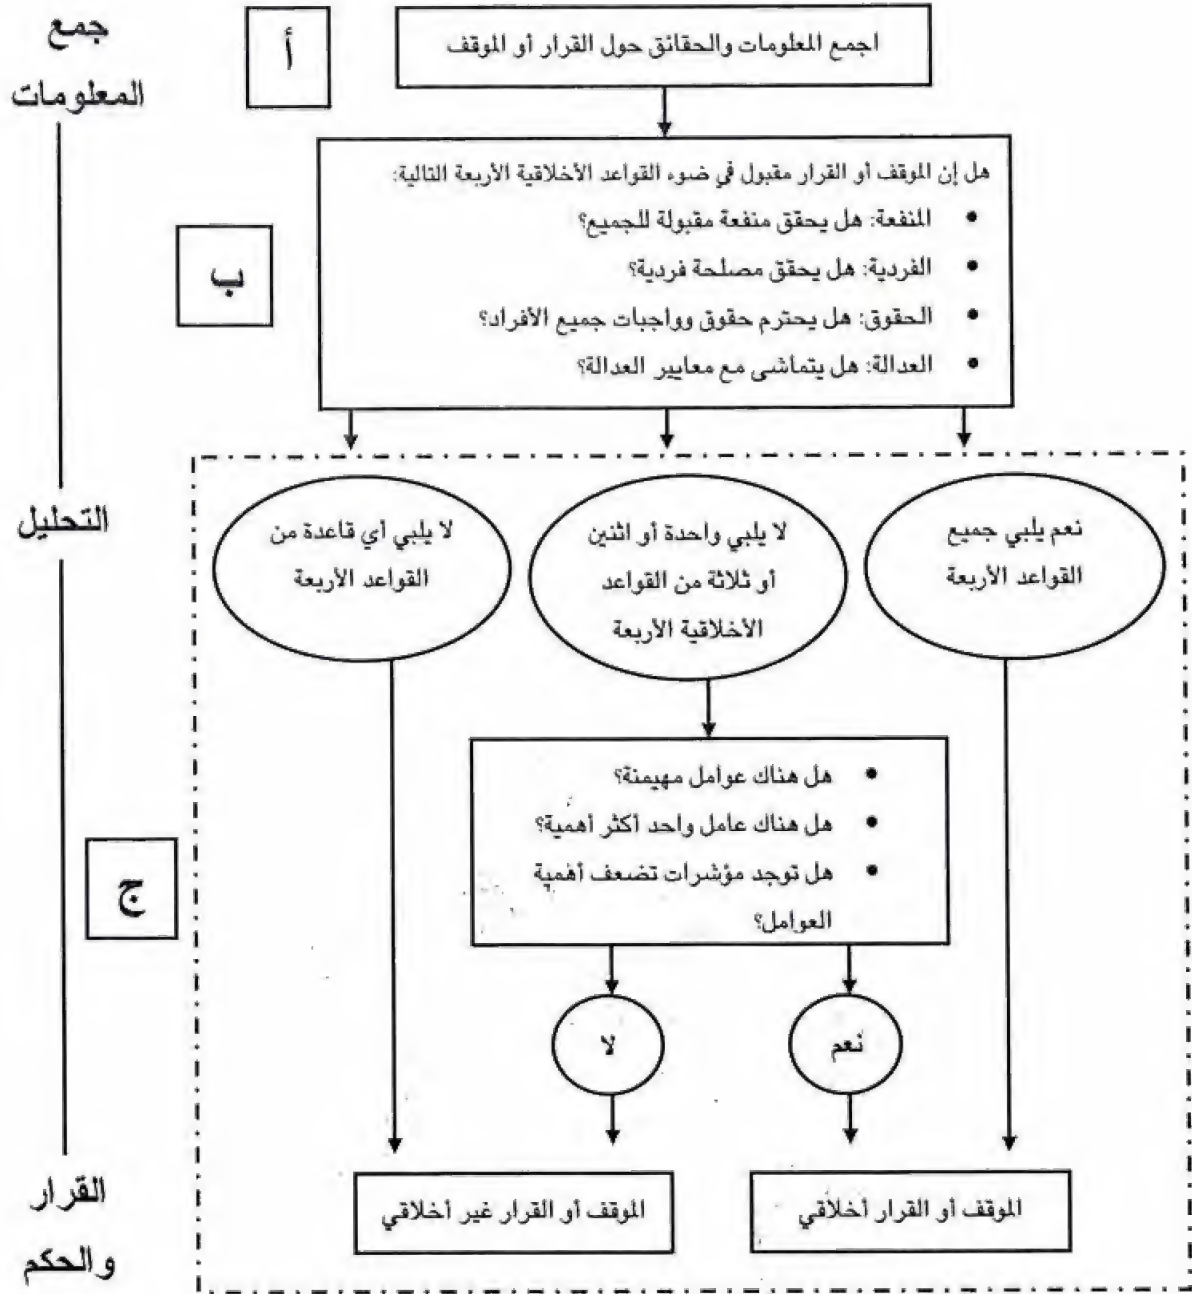 جمع
المعلومات
أ
اجمع المعلومات والحقائق حول القرار أو الموقف
هل إن الموقف أو القرار مقبول في ضوء القواعد الأخلاقية الأربعة التالية:
• المنفعة: هل يحقق منفعة مقبولة للجميع؟
• الفردية: هل يحقق مصلحة فردية؟
• الحقوق: هل يحترم حقوق وواجبات جميع الأفراد؟
• العدالة: هل يتماشى مع معايير العدالة؟
ب
التحليل
نعم يلبي جميع
القواعد الأربعة
لا يلبي واحدة أو اثنين
أو ثلاثة من القواعد
الأخلاقية الأربعة
لا يلبي أي قاعدة من
القواعد الأربعة
• هل هناك عوامل مهيمنة؟
• هل هناك عامل واحد أكثر أهمية؟
• هل توجد مؤشرات تضعف أهمية
العوامل؟
ج
نعم
لا
القرار
والحكم
الموقف أو القرار أخلاقي
الموقف أو القرار غير أخلاقي